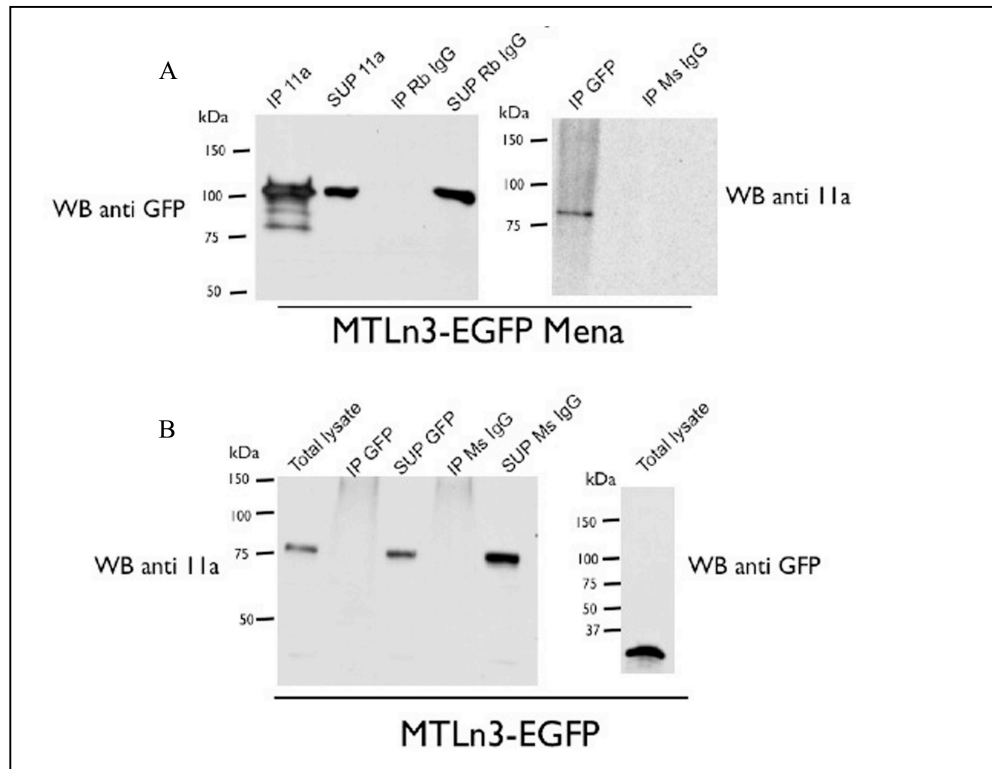 A
IP 11a
SUP 11a
IP Rb IgG
SUP Rb IgG
IP GFP
IP Ms IgG
kDa
150
100
75
50
WB anti GFP
kDa
150
100
75
WB anti 11a
MTLn3-EGFP Mena
B
Total lysate
IP GFP
SUP GFP
IP Ms IgG
SUP Ms IgG
Total lysate
kDa
150
100
75
50
WB anti 11a
kDa
150
100
75
50
37
WB anti GFP
MTLn3-EGFP